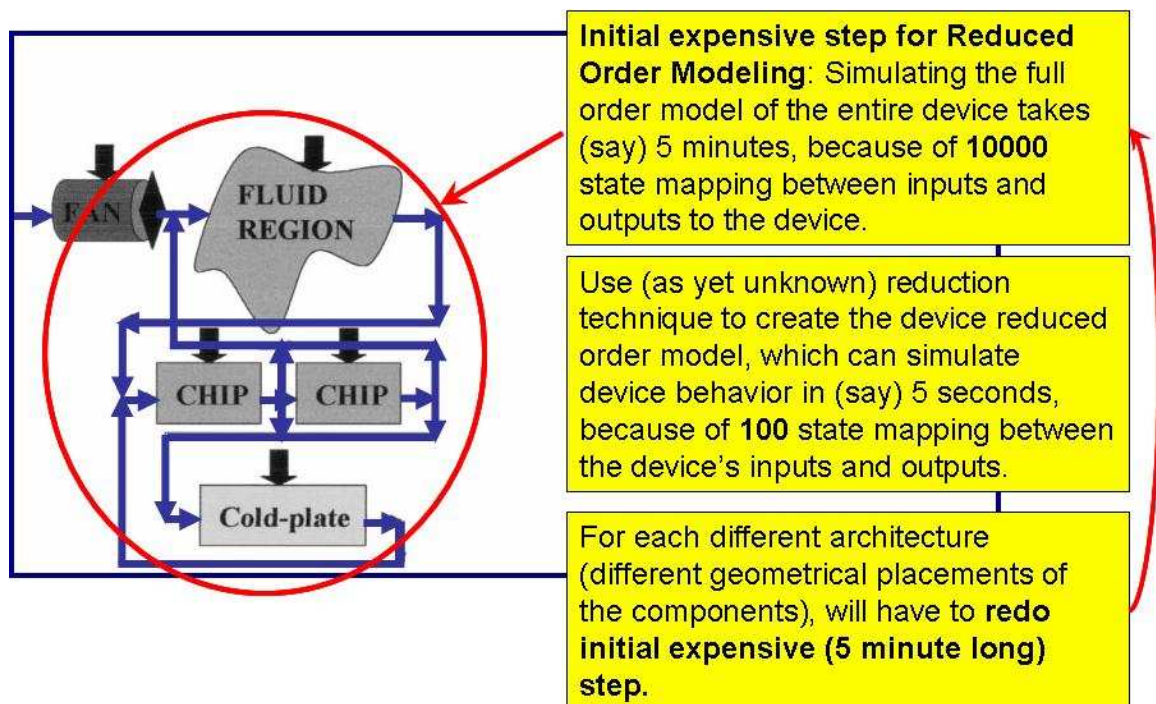 FAN
FLUID
REGION
CHIP
CHIP
Cold-plate
Initial expensive step for Reduced
Order Modeling: Simulating the full
order model of the entire device takes
(say) 5 minutes, because of 10000
state mapping between inputs and
outputs to the device.
Use (as yet unknown) reduction
technique to create the device reduced
order model, which can simulate
device behavior in (say) 5 seconds,
because of 100 state mapping between
the device's inputs and outputs.
For each different architecture
(different geometrical placements of
the components), will have to redo
initial expensive (5 minute long)
step.